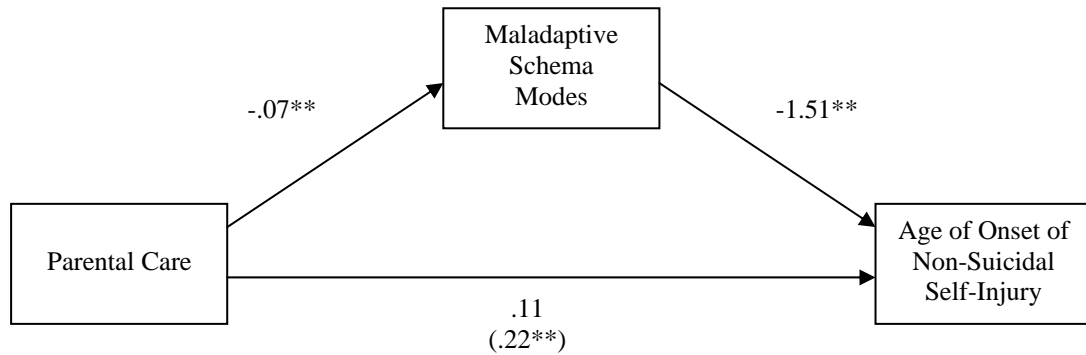 Maladaptive
Schema
Modes
-.07**
-1.51**
Parental Care
Age of Onset of
Non-Suicidal
Self-Injury
.11
(.22**)